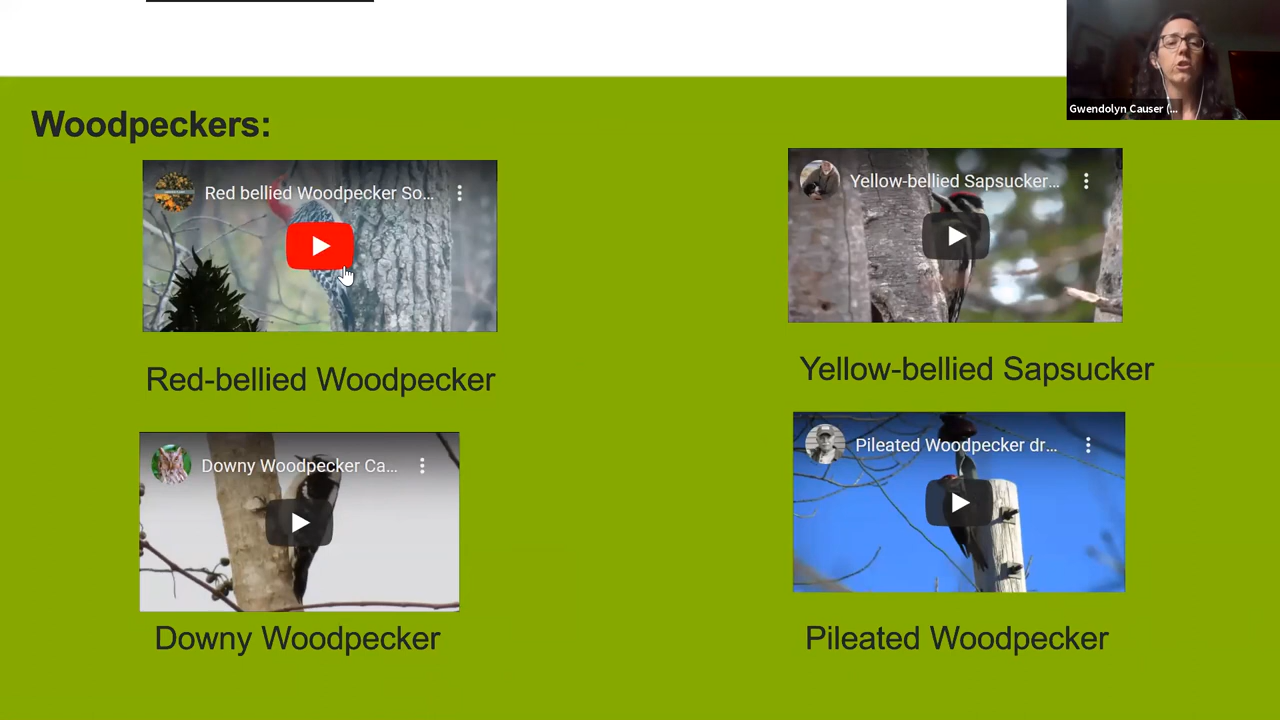 Gwendolyn Causer (...
Woodpeckers:
Red bellied Woodpecker So...
Yellow-bellied Sapsucker...
Red-bellied Woodpecker
Yellow-bellied Sapsucker
Downy Woodpecker Ca...
Pileated Woodpecker dr...
Downy Woodpecker
Pileated Woodpecker